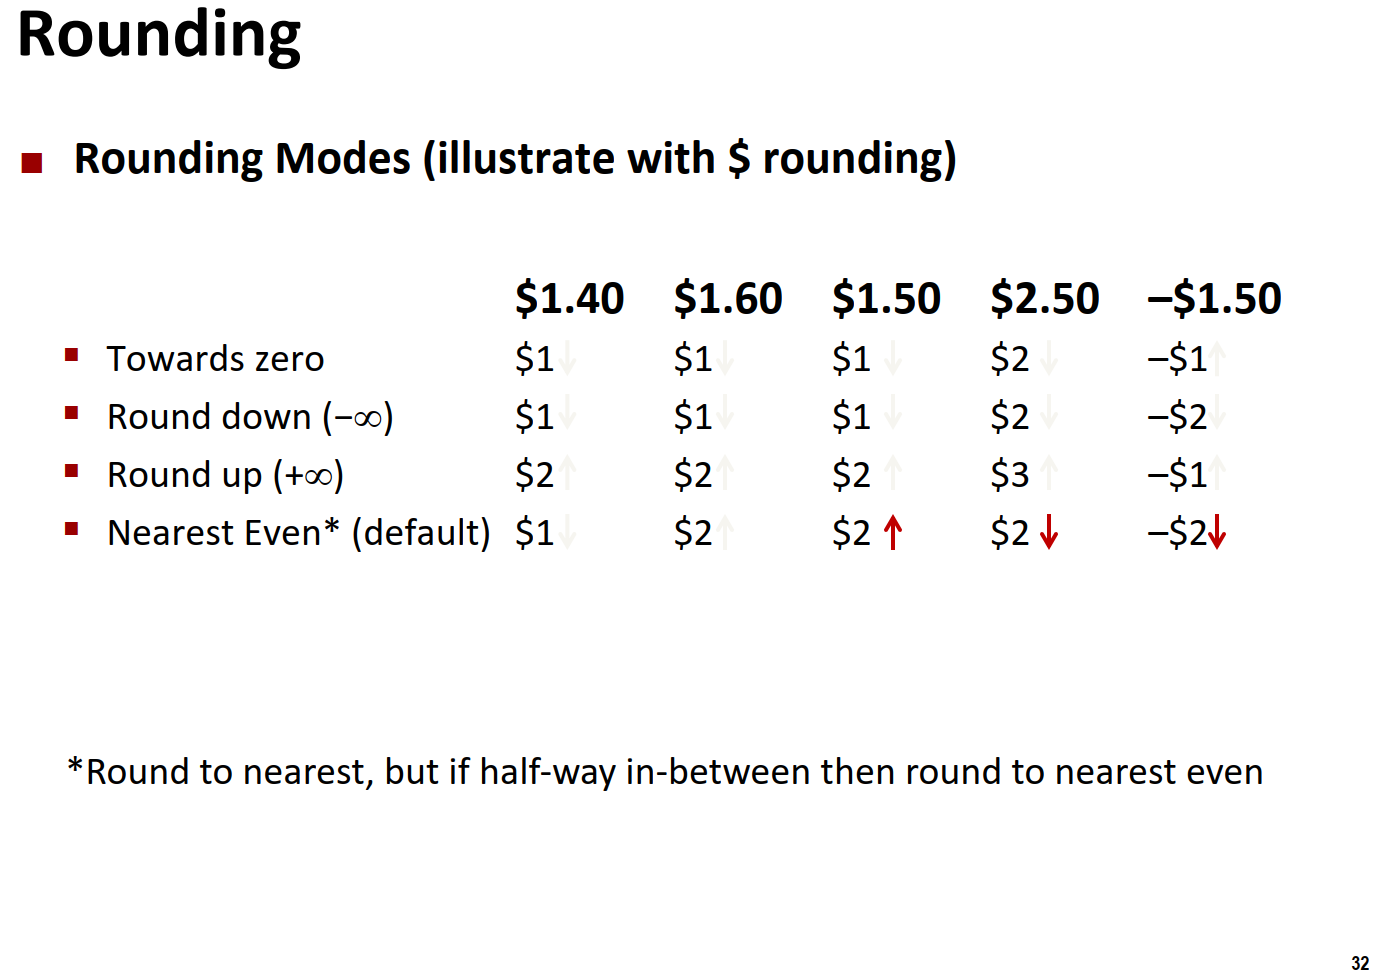 Rounding
Rounding Modes (illustrate with $ rounding)
$1.40 $1.60 $1.50 $2.50 –$1.50
Towards zero $1↓ $1↓ $1 ↓ $2 ↓ –$1↑
Round down (−∞) $1↓ $1↓ $1 ↓ $2 ↓ –$2↓
Round up (+∞) $2↑ $2↑ $2 ↑ $3 ↑ –$1↑
Nearest Even* (default) $1↓ $2↑ $2 ↑ $2 ↓ –$2↓
*Round to nearest, but if half-way in-between then round to nearest even
32